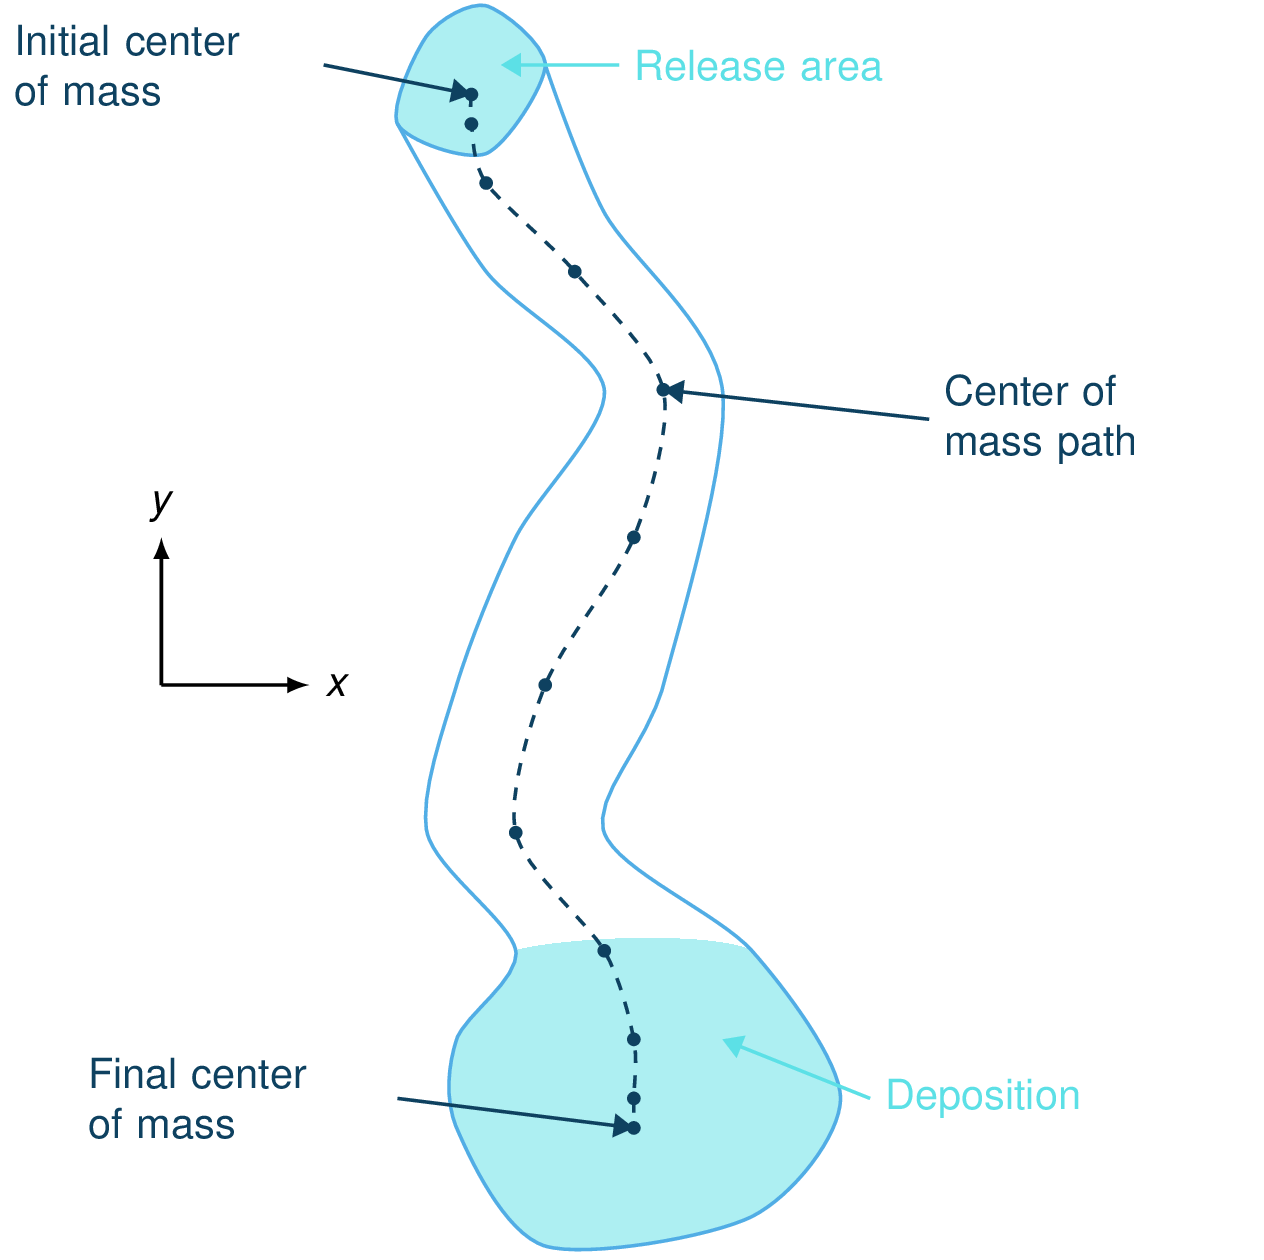 Initial center
of mass
Release area
Center of
mass path
y
x
Final center
of mass
Deposition